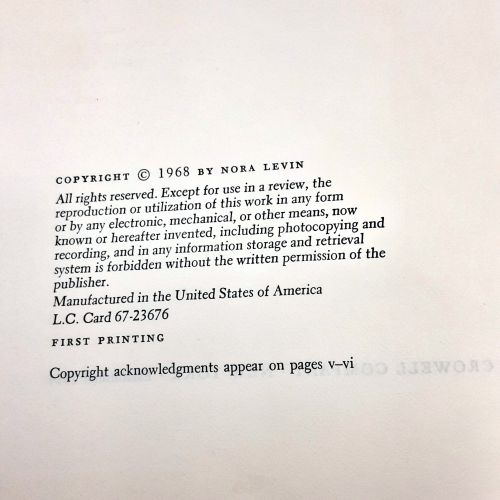 COPYRIGHT © 1968 BY NORA LEVIN
All rights reserved. Except for use in a review, the
reproduction or utilization of this work in any form
or by any electronic, mechanical, or other means, now
known or hereafter invented, including photocopying and
recording, and in any information storage and retrieval
system is forbidden without the written permission of the
publisher.
Manufactured in the United States of America
L.C. Card 67-23676
FIRST PRINTING
Copyright acknowledgments appear on pages v–vi